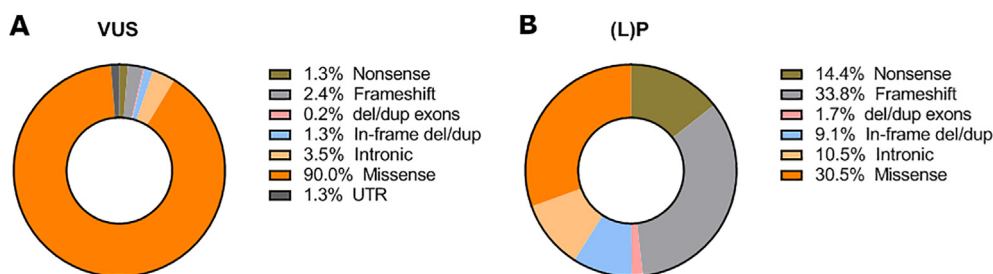 A VUS
1.3% Nonsense
2.4% Frameshift
0.2% del/dup exons
1.3% In-frame del/dup
3.5% Intronic
90.0% Missense
1.3% UTR
B (L)P
14.4% Nonsense
33.8% Frameshift
1.7% del/dup exons
9.1% In-frame del/dup
10.5% Intronic
30.5% Missense